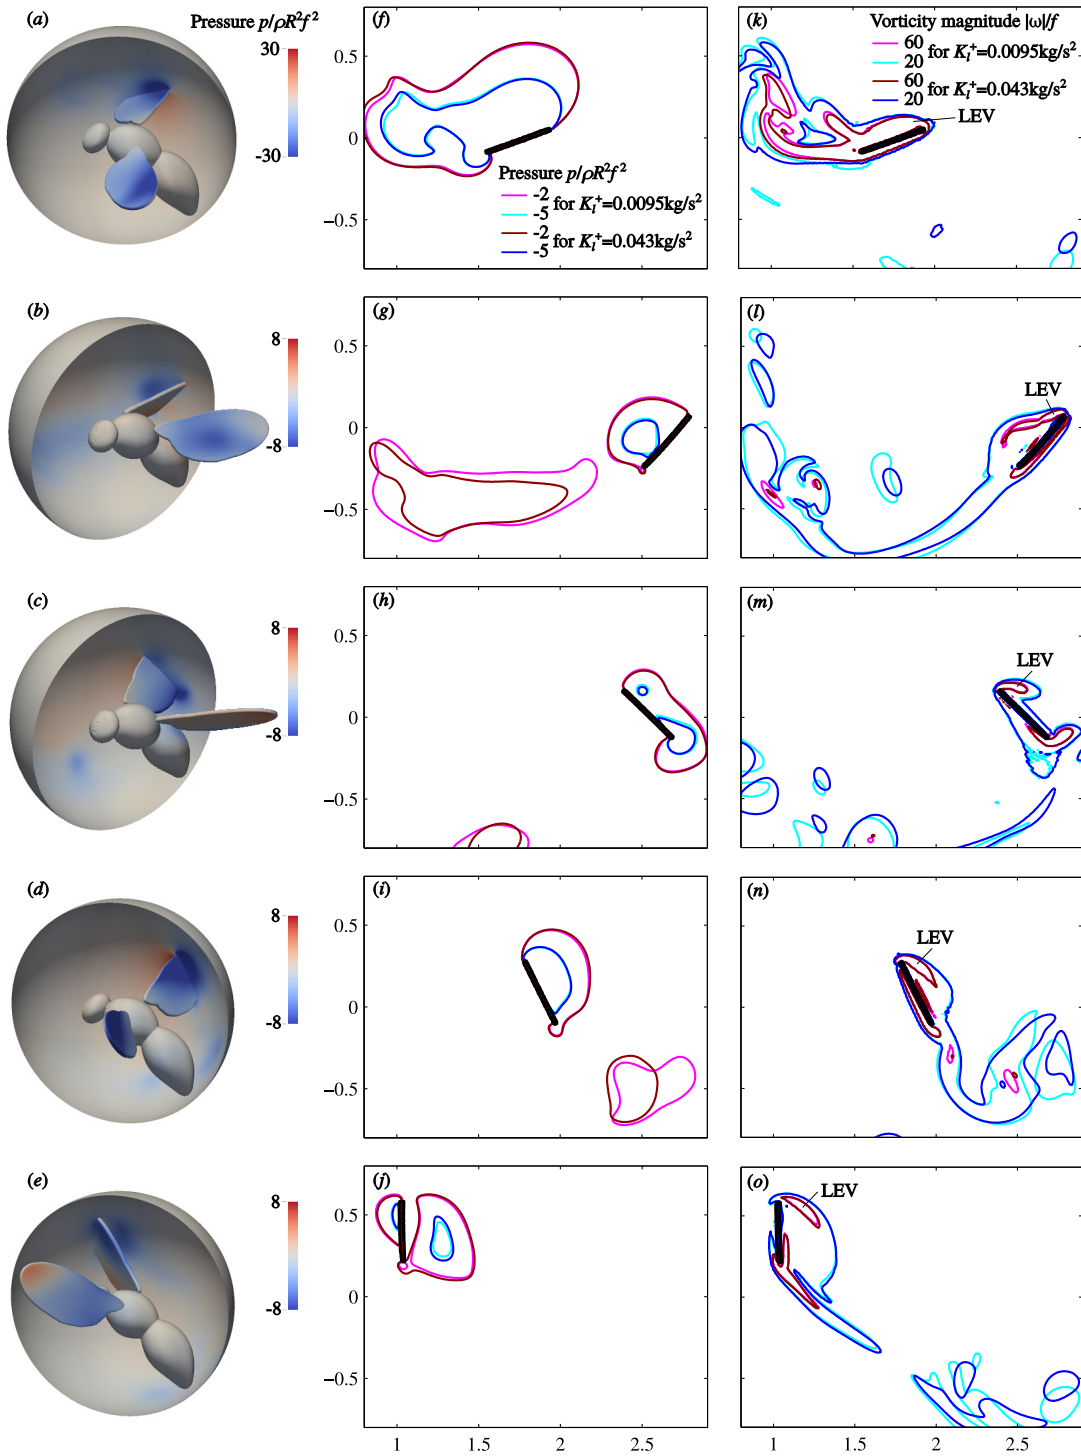 (a)
Pressure p/ρR²f²
30
-30
(f)
0.5
0
−0.5
Pressure p/ρR²f²
-2
-5
for Kₗ⁺=0.0095kg/s²
-2
-5
for Kₗ⁺=0.043kg/s²
(k)
Vorticity magnitude |ω|/f
60
20
for Kₗ⁺=0.0095kg/s²
60
20
for Kₗ⁺=0.043kg/s²
LEV
(b)
8
-8
(g)
0.5
0
−0.5
(l)
LEV
(c)
8
-8
(h)
0.5
0
−0.5
(m)
LEV
(d)
8
-8
(i)
0.5
0
−0.5
(n)
LEV
(e)
8
-8
(j)
0.5
0
−0.5
1
1.5
2
2.5
(o)
LEV
1
1.5
2
2.5